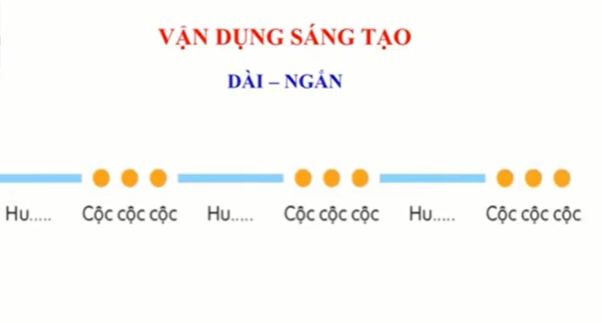 VẬN DỤNG SÁNG TẠO
DÀI – NGẮN
Hu..... Cộc cộc cộc Hu..... Cộc cộc cộc Hu..... Cộc cộc cộc